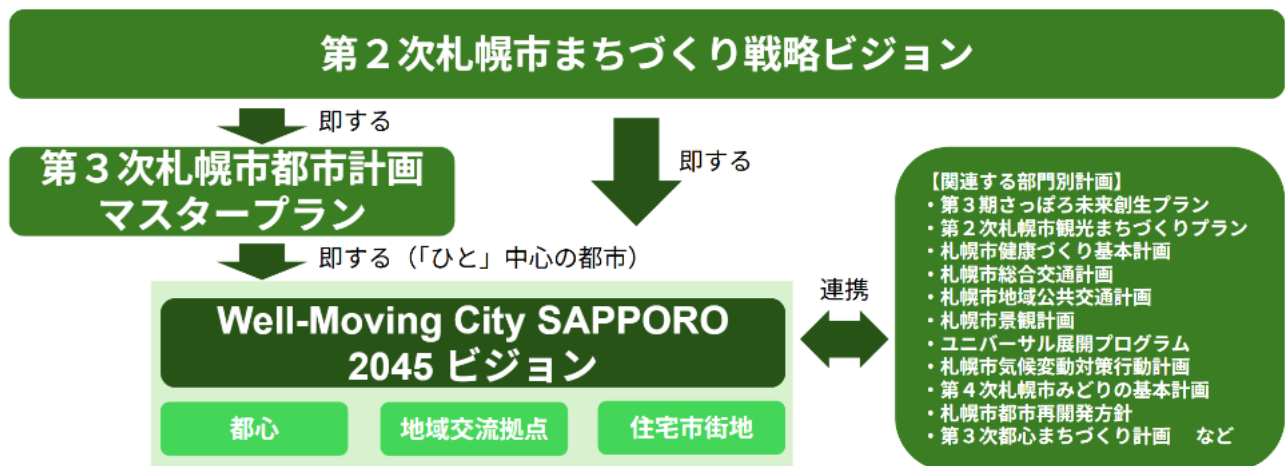 第２次札幌市まちづくり戦略ビジョン
即する
即する
第３次札幌市都市計画
マスタープラン
即する（「ひと」中心の都市）
Well-Moving City SAPPORO
2045 ビジョン
都心
地域交流拠点
住宅市街地
連携
【関連する部門別計画】
・第３期さっぽろ未来創生プラン
・第２次札幌市観光まちづくりプラン
・札幌市健康づくり基本計画
・札幌市総合交通計画
・札幌市地域公共交通計画
・札幌市景観計画
・ユニバーサル展開プログラム
・札幌市気候変動対策行動計画
・第４次札幌市みどりの基本計画
・札幌市都市再開発方針
・第３次都心まちづくり計画　など